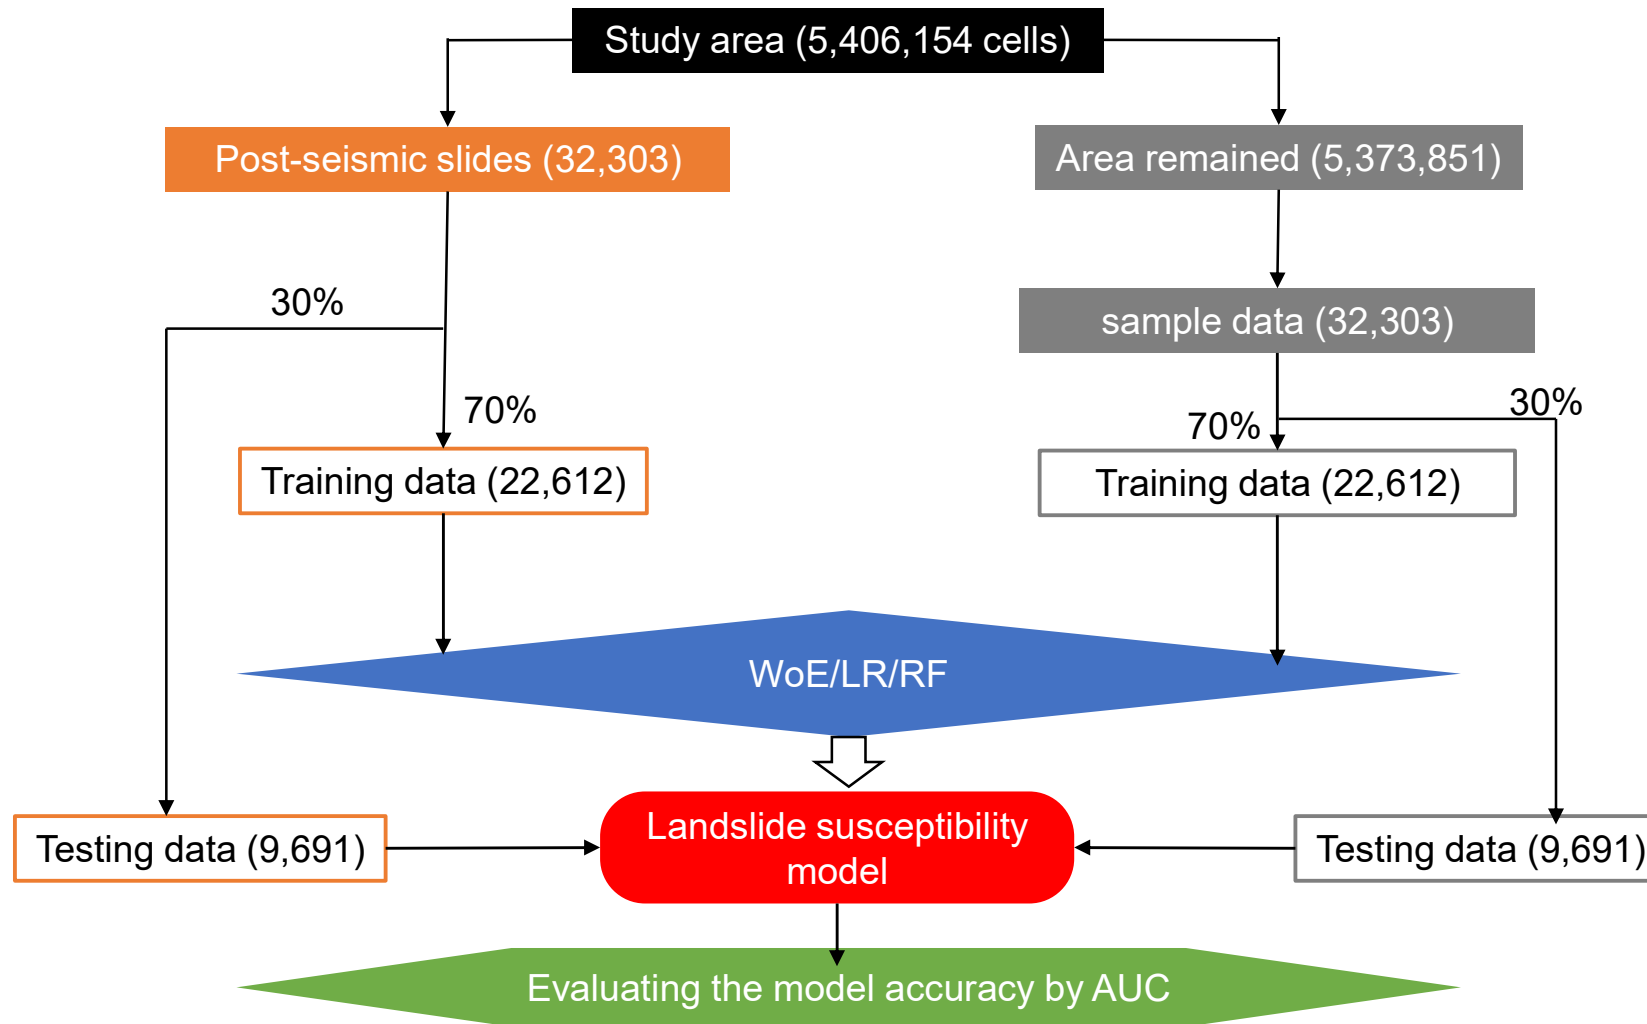 Study area (5,406,154 cells)
Post-seismic slides (32,303)
Area remained (5,373,851)
30%
sample data (32,303)
70%
30%
70%
Training data (22,612)
Training data (22,612)
WoE/LR/RF
Landslide susceptibility
model
Testing data (9,691)
Testing data (9,691)
Evaluating the model accuracy by AUC